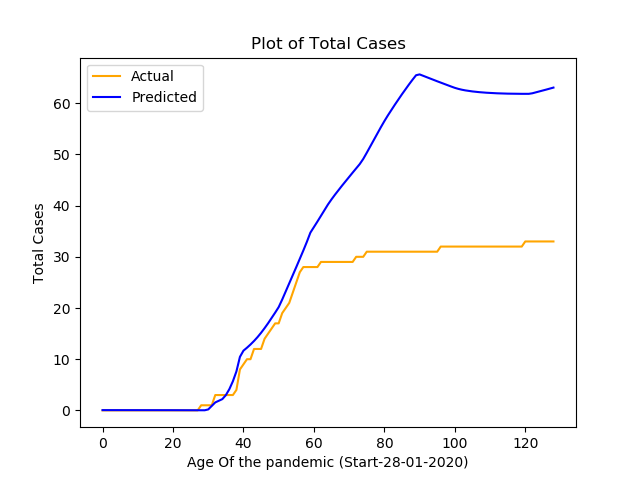 Plot of Total Cases
Actual
Predicted
Total Cases
60
50
40
30
20
10
0
0 20 40 60 80 100 120
Age Of the pandemic (Start-28-01-2020)